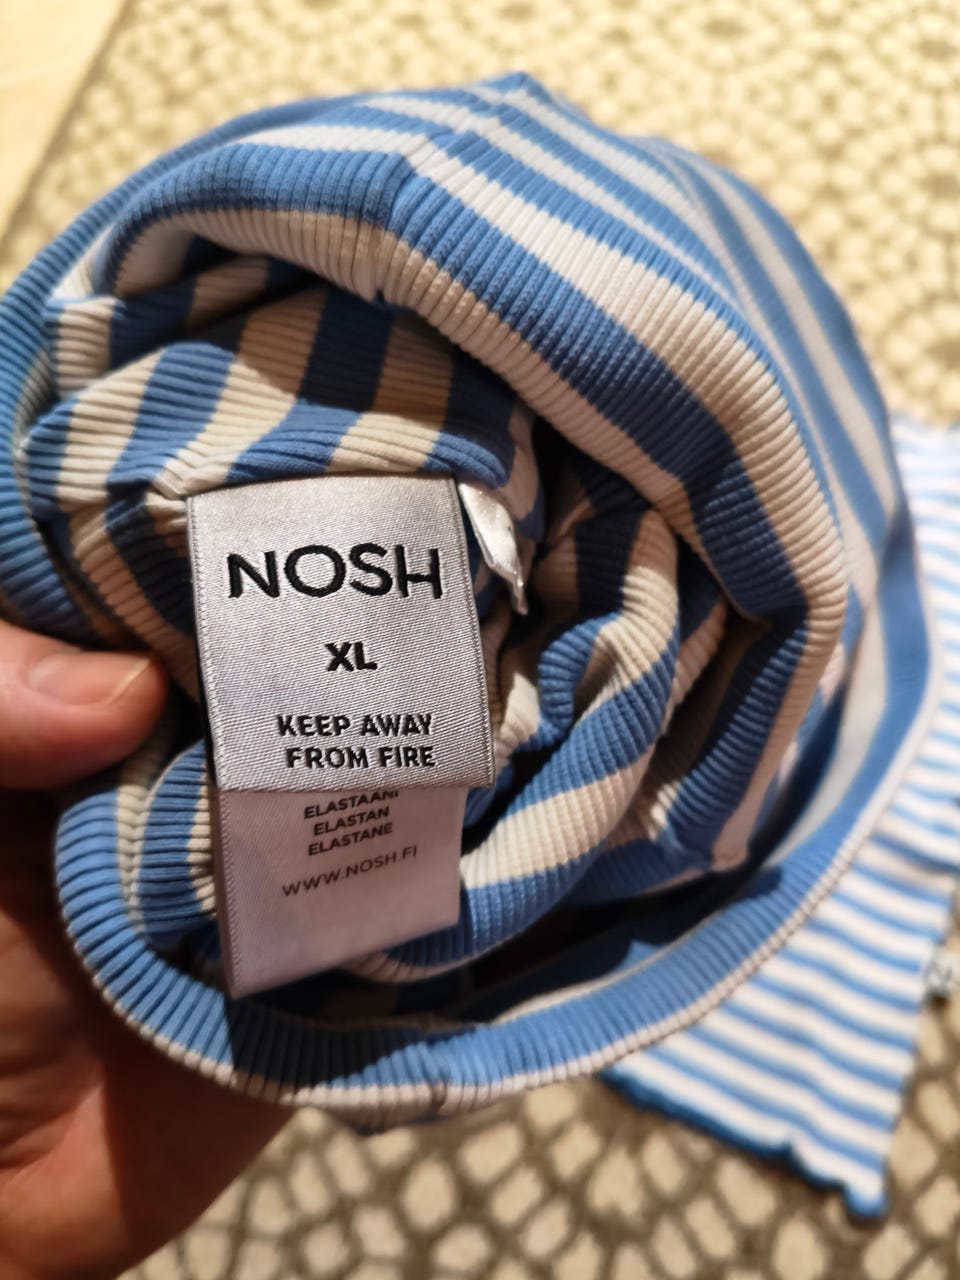 NOSH
XL
KEEP AWAY
FROM FIRE
ELASTAANI
ELASTAN
ELASTANE
WWW.NOSH.FI